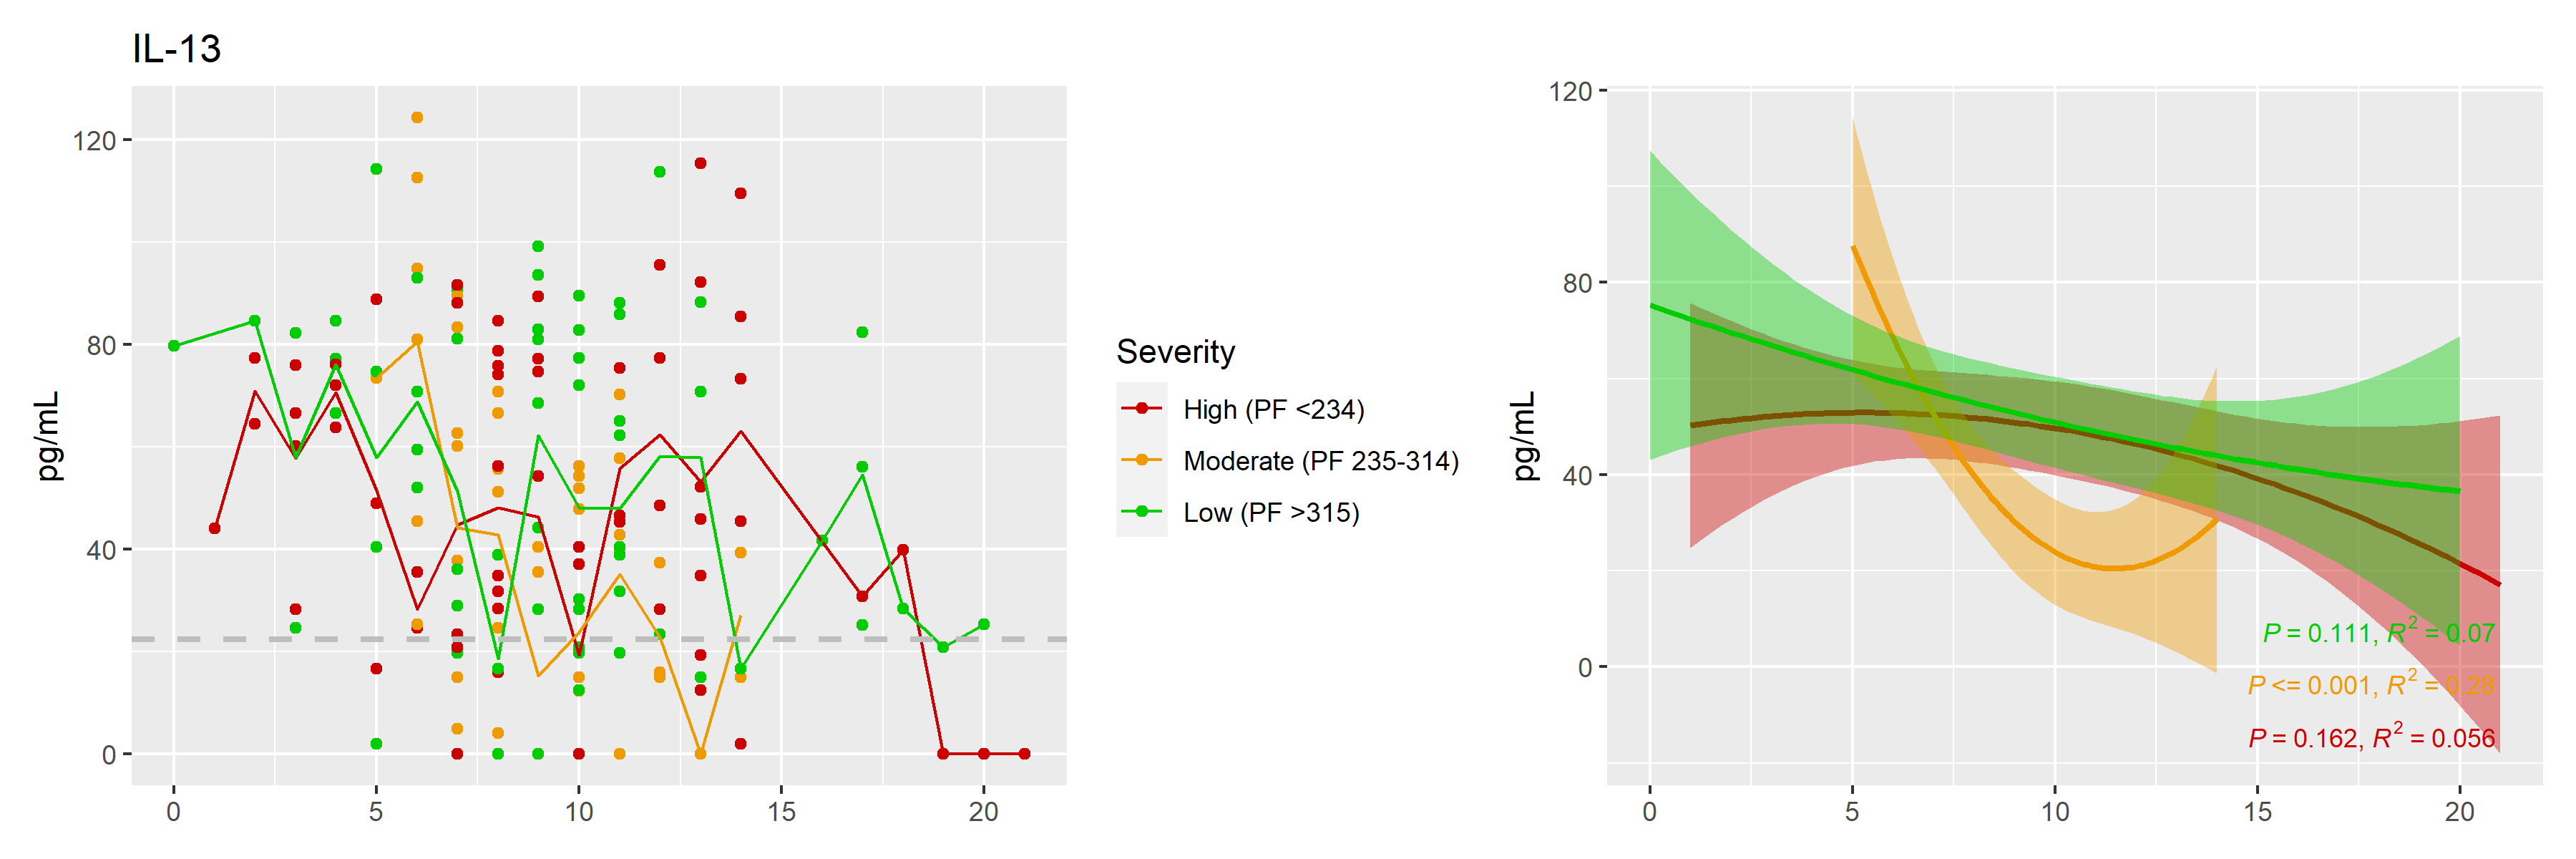 IL-13
120
80
40
0
pg/mL
0 5 10 15 20
Severity
High (PF <234)
Moderate (PF 235-314)
Low (PF >315)
120
80
40
0
pg/mL
P = 0.111, R² = 0.07
P <= 0.001, R² = 0.28
P = 0.162, R² = 0.056
0 5 10 15 20